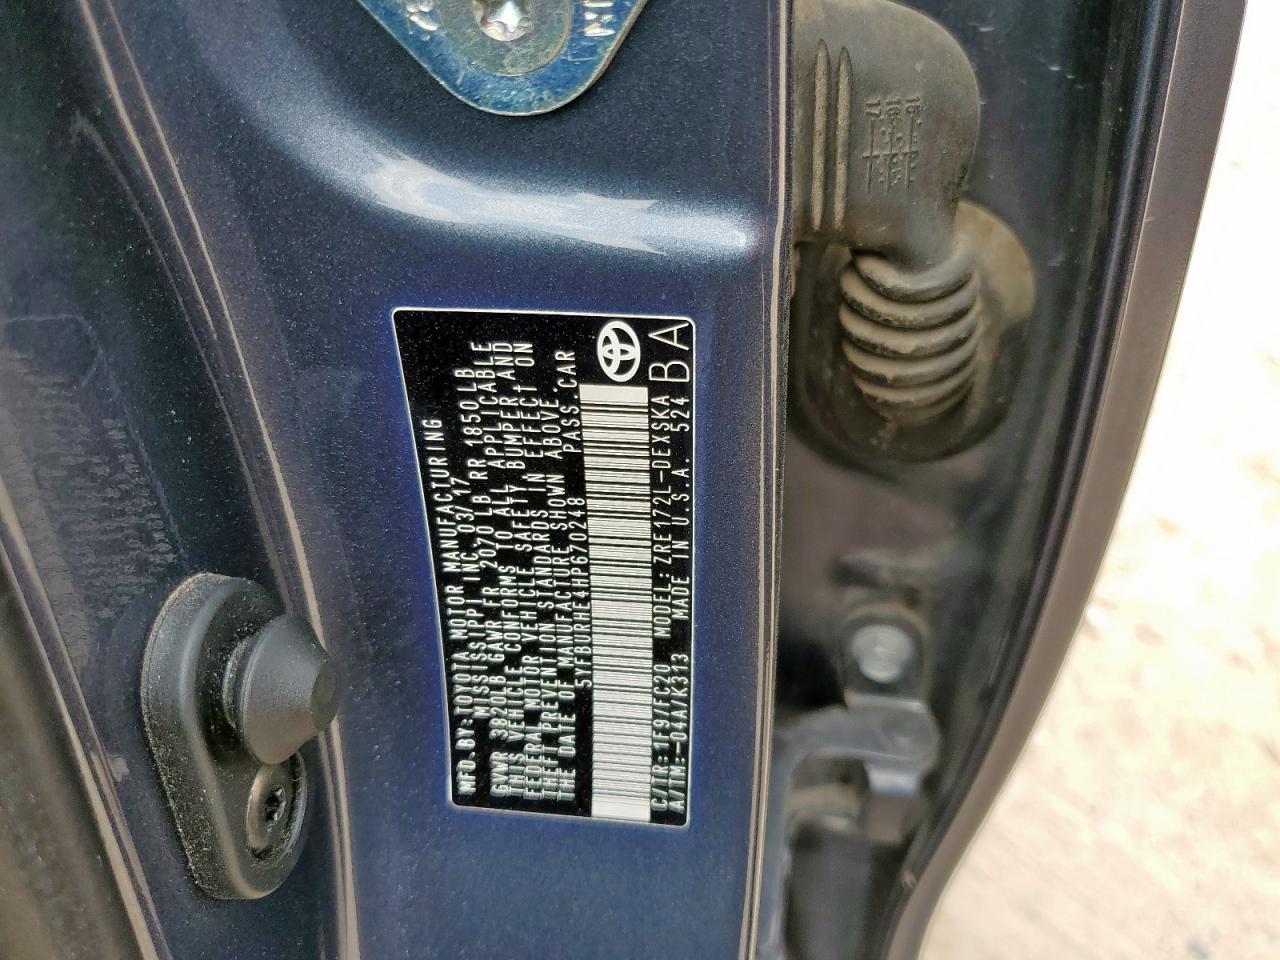 MFD. BY: TOYOTA MOTOR MANUFACTURING
MISSISSIPPI INC. 03/17
GVWR 3820LB GAWR FR 2070 LB RR 1850LB
THIS VEHICLE CONFORMS TO ALL APPLICABLE
FEDERAL MOTOR VEHICLE SAFETY, BUMPER, AND
THEFT PREVENTION STANDARDS IN EFFECT ON
THE DATE OF MANUFACTURE SHOWN ABOVE.
5YFBURHE4HP670248 PASS. CAR
C/TR: 1F9/FC20 MODEL: ZRE172L-DEXSKA
A/TM:-04A/K313 MADE IN U.S.A. 524 BA
15
16
17